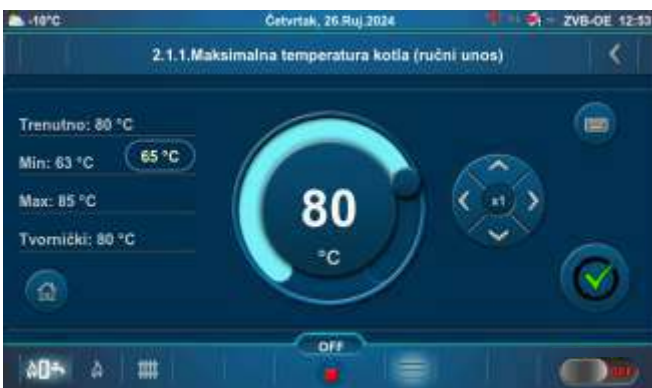 -10°C Četvrtak, 26.Ruj.2024 ZVB-OE 12:53
2.1.1.Maksimalna temperatura kotla (ručni unos)
Trenutno: 80 °C
Min: 63 °C 65 °C
Max: 85 °C
Tvornički: 80 °C
80
°C
x1
OFF
OFF